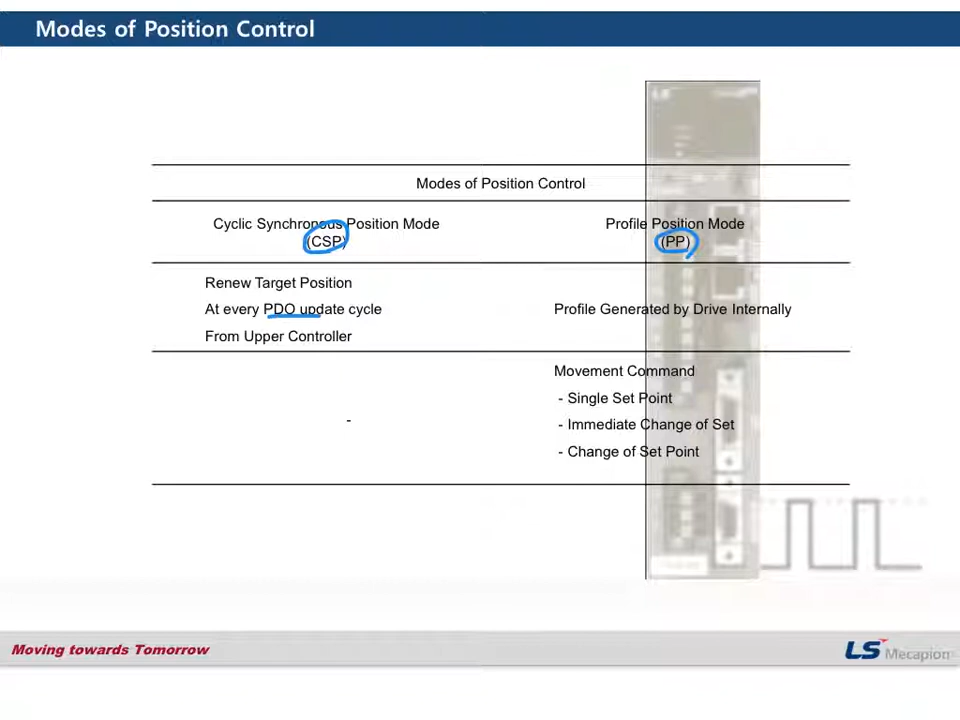 Modes of Position Control
LS
Modes of Position Control
Cyclic Synchronous Position Mode
(CSP)
Profile Position Mode
(PP)
Renew Target Position
At every PDO update cycle
From Upper Controller
Profile Generated by Drive Internally
-
Movement Command
- Single Set Point
- Immediate Change of Set
- Change of Set Point
Moving towards Tomorrow
LS Mecapion